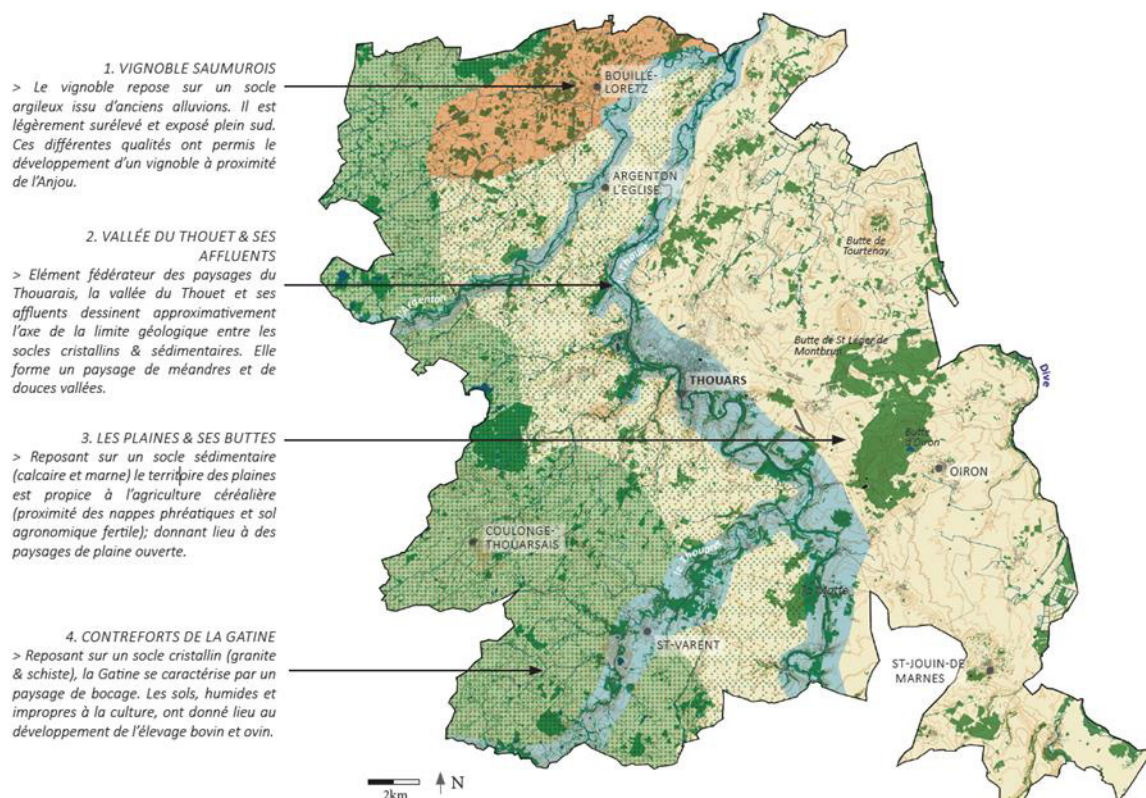 1. VIGNOBLE SAUMUROIS
> Le vignoble repose sur un socle
argileux issu d'anciens alluvions. Il est
légèrement surélevé et exposé plein sud.
Ces différentes qualités ont permis le
développement d'un vignoble à proximité
de l'Anjou.
2. VALLÉE DU THOUET & SES
AFFLUENTS
> Elément fédérateur des paysages du
Thouarais, la vallée du Thouet et ses
affluents dessinent approximativement
l'axe de la limite géologique entre les
socles cristallins & sédimentaires. Elle
forme un paysage de méandres et de
douces vallées.
3. LES PLAINES & SES BUTTES
> Reposant sur un socle sédimentaire
(calcaire et marne) le territoire des plaines
est propice à l'agriculture céréalière
(proximité des nappes phréatiques et sol
agronomique fertile); donnant lieu à des
paysages de plaine ouverte.
4. CONTREFORTS DE LA GATINE
> Reposant sur un socle cristallin (granite
& schiste), la Gatine se caractérise par un
paysage de bocage. Les sols, humides et
impropres à la culture, ont donné lieu au
développement de l'élevage bovin et ovin.
BOUILLE-
LORETZ
ARGENTON
L'EGLISE
Butte de
Tourtenay
l'Argenton
Butte de St Léger de
Montbrun
Dive
THOUARS
Butte
d'Oiron
OIRON
COULONGE-
THOUARSAIS
le Thouaret
La Motte
ST-VARENT
ST-JOUIN-DE
MARNES
2km
N